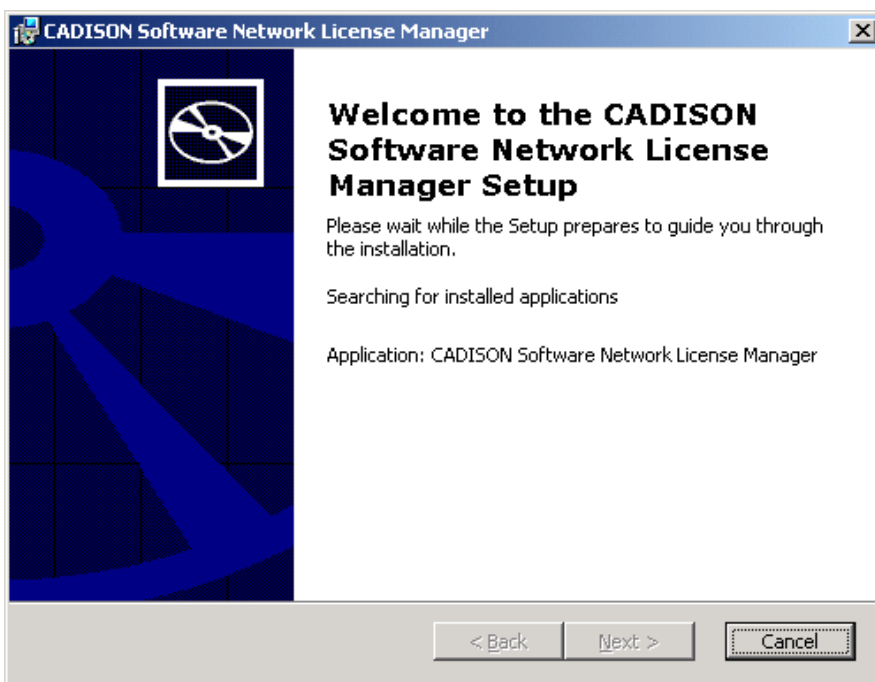 CADISON Software Network License Manager
Welcome to the CADISON
Software Network License
Manager Setup
Please wait while the Setup prepares to guide you through
the installation.
Searching for installed applications
Application: CADISON Software Network License Manager
< Back
Next >
Cancel